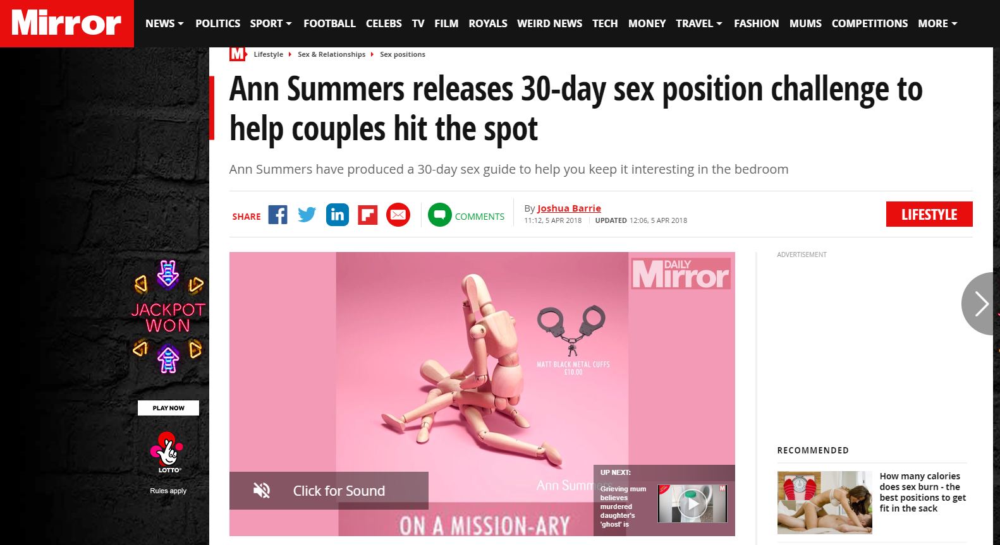 Mirror
NEWS POLITICS SPORT FOOTBALL CELEBS TV FILM ROYALS WEIRD NEWS TECH MONEY TRAVEL FASHION MUMS COMPETITIONS MORE
M Lifestyle Sex & Relationships Sex positions
Ann Summers releases 30-day sex position challenge to
help couples hit the spot
Ann Summers have produced a 30-day sex guide to help you keep it interesting in the bedroom
SHARE in COMMENTS
By Joshua Barrie
11:12, 5 APR 2018 UPDATED 12:06, 5 APR 2018
LIFESTYLE
JACKPOT
WON
PLAY NOW
LOTTO
Rules apply
DAILY
Mirror
MATT BLACK METAL CUFFS
£10.00
Click for Sound
Ann Summers
ON A MISSION-ARY
UP NEXT:
Grieving mum
believes
murdered
daughter's
'ghost' is
M
ADVERTISEMENT
RECOMMENDED
How many calories
does sex burn - the
best positions to get
fit in the sack